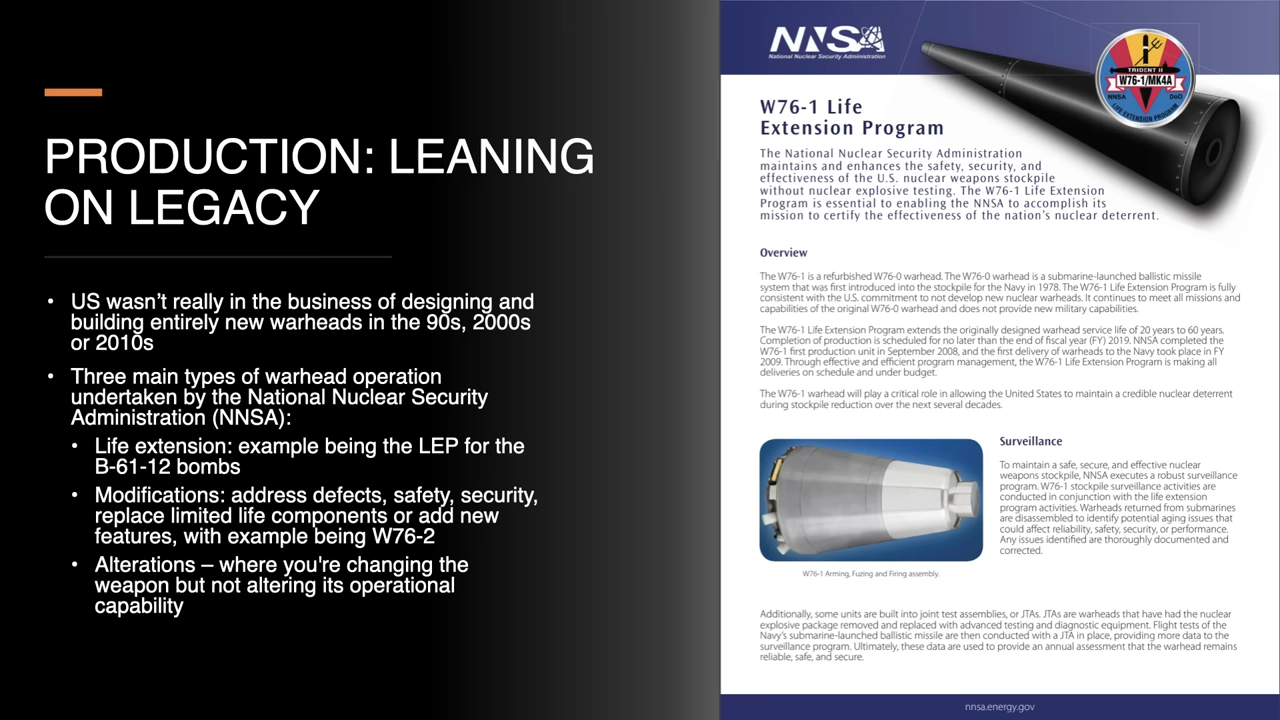 PRODUCTION: LEANING
ON LEGACY
• US wasn’t really in the business of designing and
building entirely new warheads in the 90s, 2000s
or 2010s
• Three main types of warhead operation
undertaken by the National Nuclear Security
Administration (NNSA):
• Life extension: example being the LEP for the
B-61-12 bombs
• Modifications: address defects, safety, security,
replace limited life components or add new
features, with example being W76-2
• Alterations – where you're changing the
weapon but not altering its operational
capability
NNSA
National Nuclear Security Administration
TRIDENT II
W76-1/MK4A
NNSA DoD
LIFE EXTENSION PROGRAM
W76-1 Life
Extension Program
The National Nuclear Security Administration
maintains and enhances the safety, security, and
effectiveness of the U.S. nuclear weapons stockpile
without nuclear explosive testing. The W76-1 Life Extension
Program is essential to enabling the NNSA to accomplish its
mission to certify the effectiveness of the nation’s nuclear deterrent.
Overview
The W76-1 is a refurbished W76-0 warhead. The W76-0 warhead is a submarine-launched ballistic missile
system that was first introduced into the stockpile for the Navy in 1978. The W76-1 Life Extension Program is fully
consistent with the U.S. commitment to not develop new nuclear warheads. It continues to meet all missions and
capabilities of the original W76-0 warhead and does not provide new military capabilities.
The W76-1 Life Extension Program extends the originally designed warhead service life of 20 years to 60 years.
Completion of production is scheduled for no later than the end of fiscal year (FY) 2019. NNSA completed the
W76-1 first production unit in September 2008, and the first delivery of warheads to the Navy took place in FY
2009. Through effective and efficient program management, the W76-1 Life Extension Program is making all
deliveries on schedule and under budget.
The W76-1 warhead will play a critical role in allowing the United States to maintain a credible nuclear deterrent
during stockpile reduction over the next several decades.
Surveillance
To maintain a safe, secure, and effective nuclear
weapons stockpile, NNSA executes a robust surveillance
program. W76-1 stockpile surveillance activities are
conducted in conjunction with the life extension
program activities. Warheads returned from submarines
are disassembled to identify potential aging issues that
could affect reliability, safety, security, or performance.
Any issues identified are thoroughly documented and
corrected.
W76-1 Arming, Fuzing and Firing assembly.
Additionally, some units are built into joint test assemblies, or JTAs. JTAs are warheads that have had the nuclear
explosive package removed and replaced with advanced testing and diagnostic equipment. Flight tests of the
Navy’s submarine-launched ballistic missile are then conducted with a JTA in place, providing more data to the
surveillance program. Ultimately, these data are used to provide an annual assessment that the warhead remains
reliable, safe, and secure.
nnsa.energy.gov